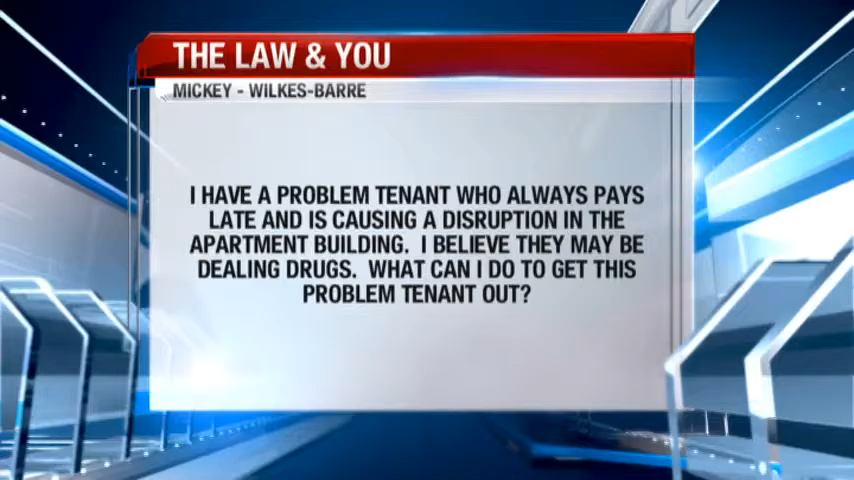 THE LAW & YOU
MICKEY - WILKES-BARRE
I HAVE A PROBLEM TENANT WHO ALWAYS PAYS
LATE AND IS CAUSING A DISRUPTION IN THE
APARTMENT BUILDING.  I BELIEVE THEY MAY BE
DEALING DRUGS.  WHAT CAN I DO TO GET THIS
PROBLEM TENANT OUT?